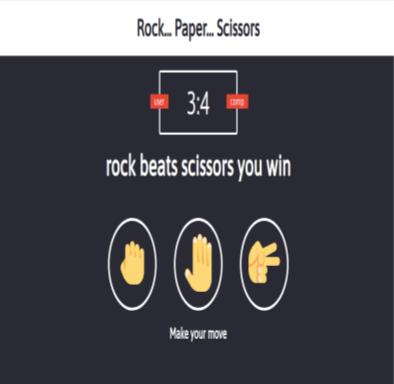 Rock... Paper... Scissors
user 3:4 comp
rock beats scissors you win
Make your move